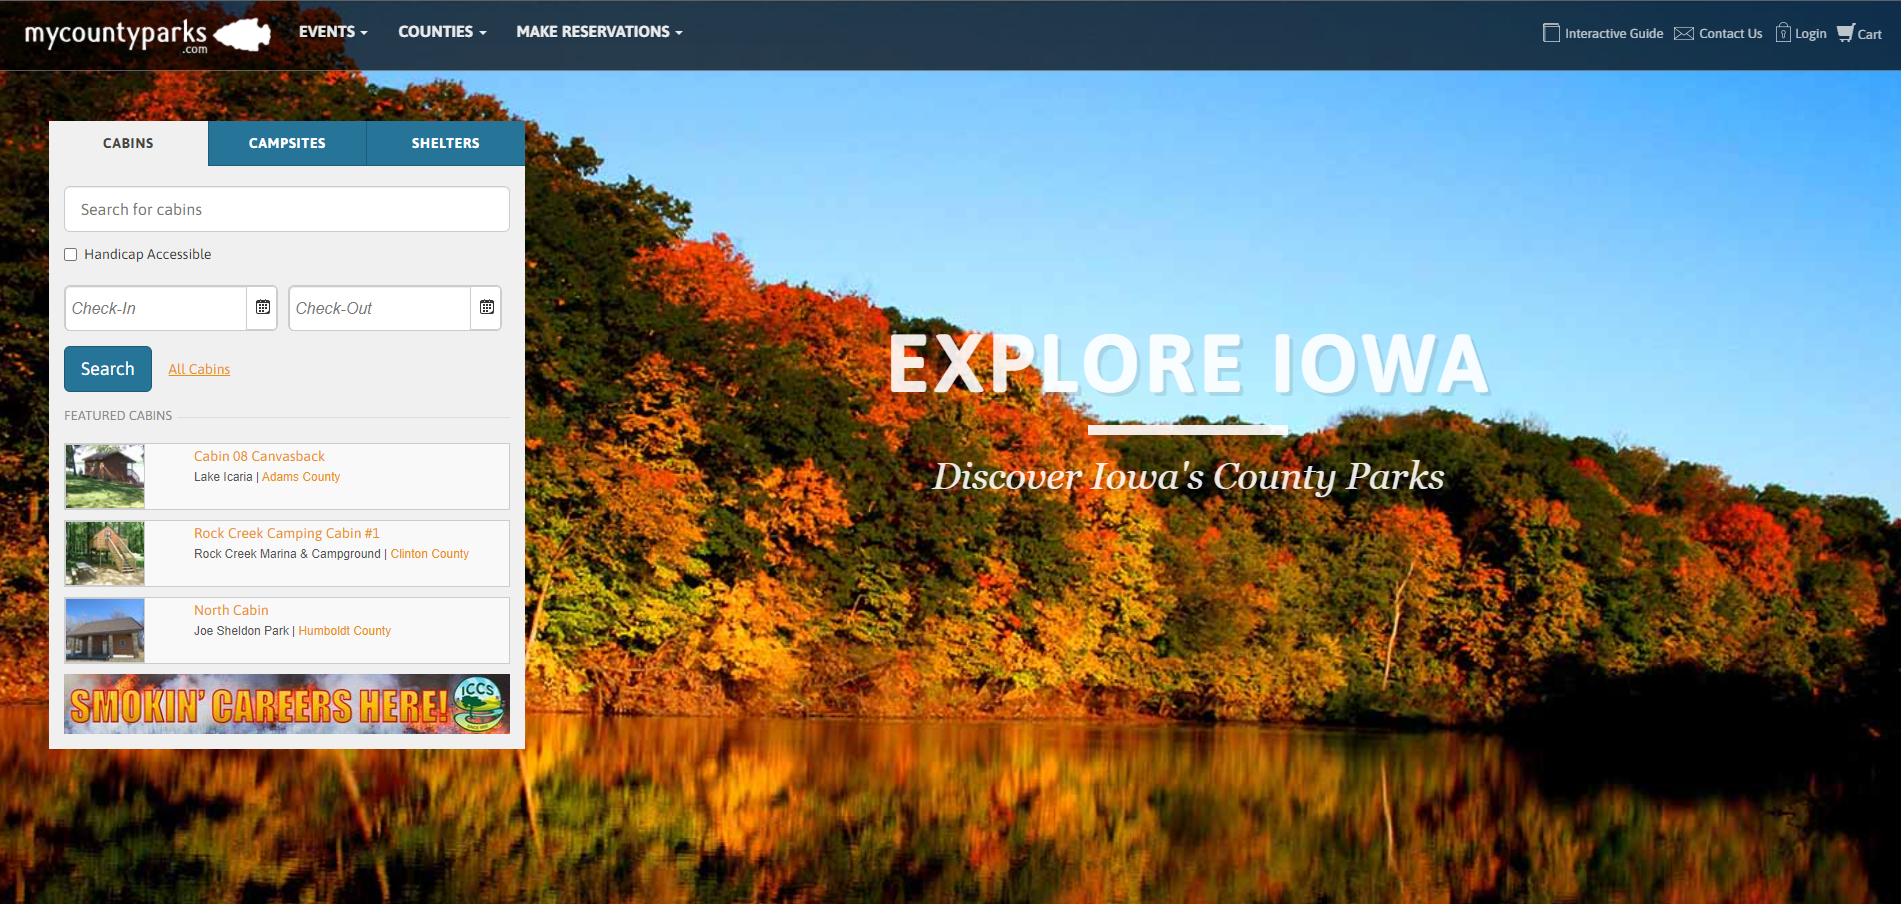 mycountyparks
.com
EVENTS
COUNTIES
MAKE RESERVATIONS
Interactive Guide
Contact Us
Login
Cart
CABINS
CAMPSITES
SHELTERS
Search for cabins
Handicap Accessible
Check-In
Check-Out
Search
All Cabins
FEATURED CABINS
Cabin 08 Canvasback
Lake Icaria | Adams County
Rock Creek Camping Cabin #1
Rock Creek Marina & Campground | Clinton County
North Cabin
Joe Sheldon Park | Humboldt County
SMOKIN' CAREERS HERE!
ICCS
EXPLORE IOWA
Discover Iowa's County Parks